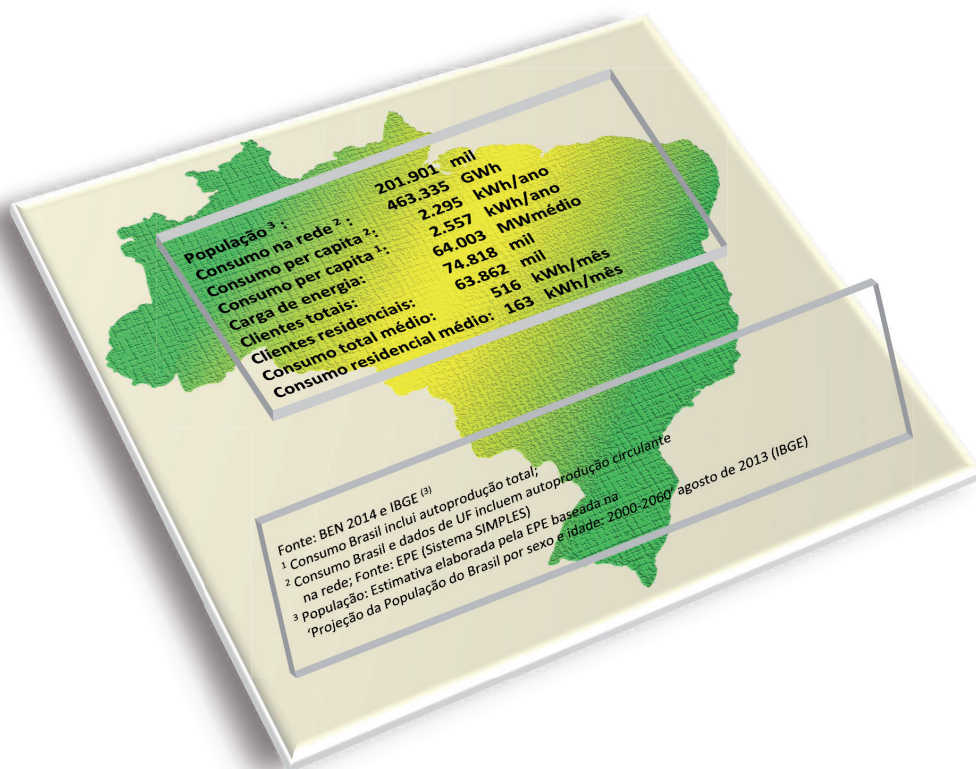 População ³ : 201.901 mil
Consumo na rede ² : 463.335 GWh
Consumo per capita ²: 2.295 kWh/ano
Consumo per capita ¹: 2.557 kWh/ano
Carga de energia: 64.003 MWmédio
Clientes totais: 74.818 mil
Clientes residenciais: 63.862 mil
Consumo total médio: 516 kWh/mês
Consumo residencial médio: 163 kWh/mês
Fonte: BEN 2014 e IBGE ⁽³⁾
¹ Consumo Brasil inclui autoprodução total;
² Consumo Brasil e dados de UF incluem autoprodução circulante
na rede; Fonte: EPE (Sistema SIMPLES)
³ População: Estimativa elaborada pela EPE baseada na
‘Projeção da População do Brasil por sexo e idade: 2000-2060’ agosto de 2013 (IBGE)